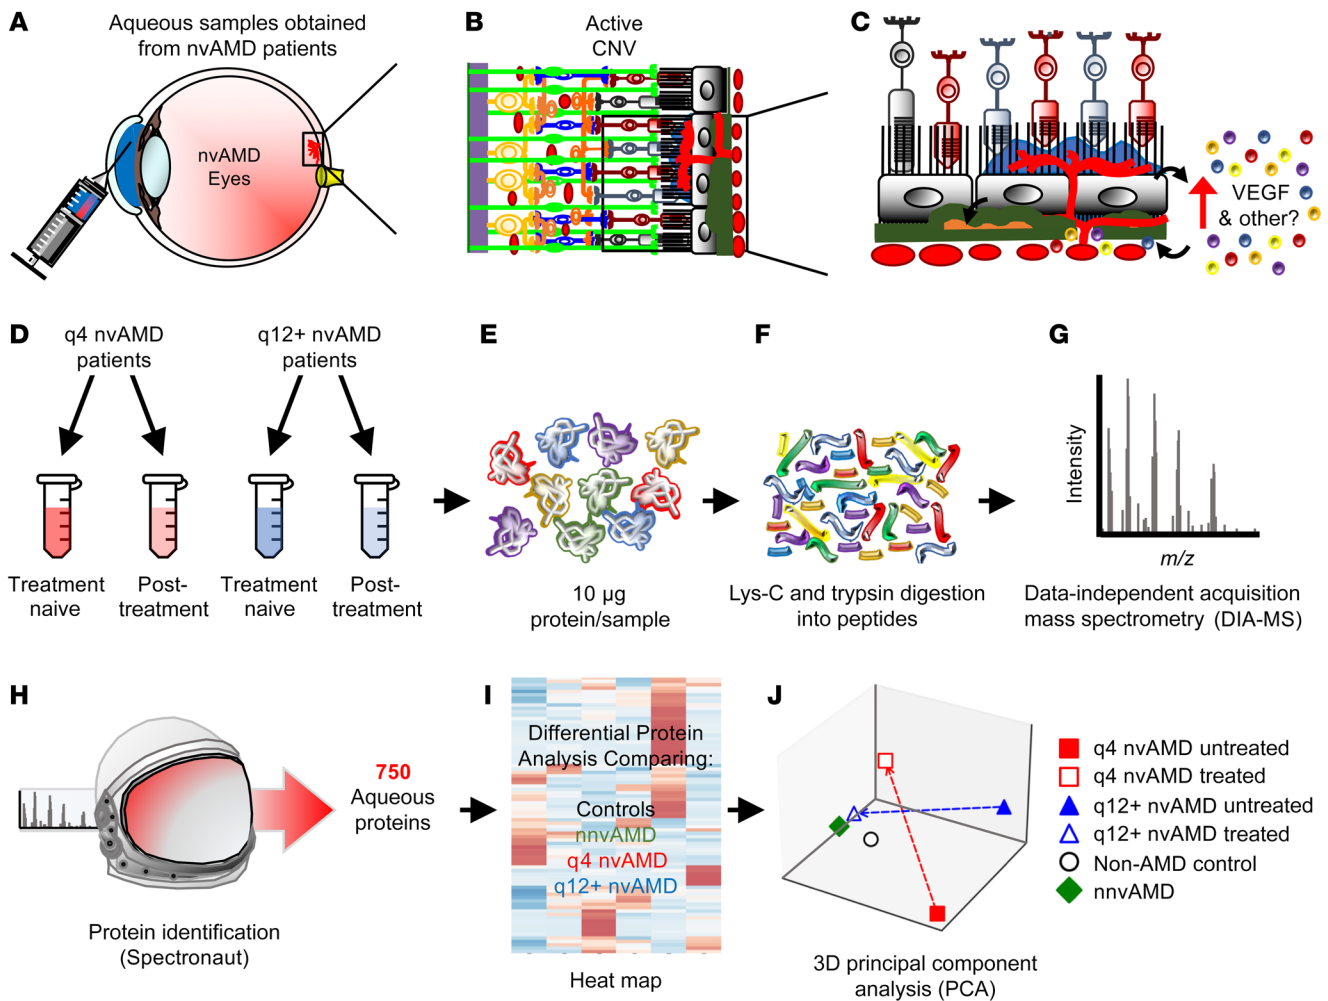 A
Aqueous samples obtained
from nvAMD patients
nvAMD
Eyes
B
Active
CNV
C
VEGF
& other?
D
q4 nvAMD
patients
q12+ nvAMD
patients
Treatment
naive
Post-
treatment
Treatment
naive
Post-
treatment
E
10 µg
protein/sample
F
Lys-C and trypsin digestion
into peptides
G
Intensity
m/z
Data-independent acquisition
mass spectrometry (DIA-MS)
H
750
Aqueous
proteins
Protein identification
(Spectronaut)
I
Differential Protein
Analysis Comparing:
Controls
nnvAMD
q4 nvAMD
q12+ nvAMD
Heat map
J
q4 nvAMD untreated
q4 nvAMD treated
q12+ nvAMD untreated
q12+ nvAMD treated
Non-AMD control
nnvAMD
3D principal component
analysis (PCA)